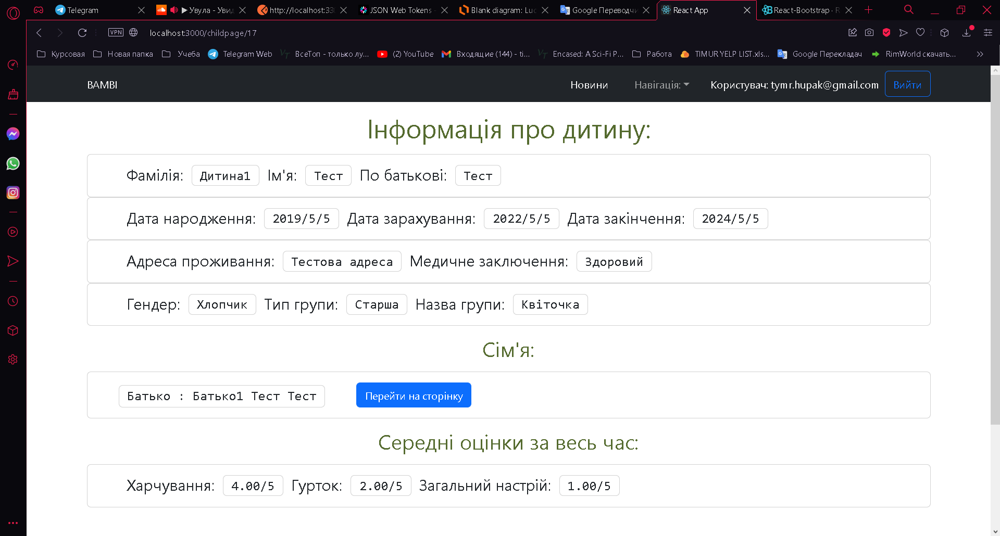 Telegram
▶ Увула - Увид
http://localhost:33
JSON Web Tokens
Blank diagram: Luc
Google Переводчи
React App
React-Bootstrap · R
VPN
localhost:3000/childpage/17
Курсовая
Новая папка
Учеба
Telegram Web
ВсеТоп - только лу...
(2) YouTube
Входящие (144) - ti...
Encased: A Sci-Fi P...
Работа
TIMUR YELP LIST.xls...
Google Перекладач
RimWorld скачать...
BAMBI
Новини
Навігація:
Користувач: tymr.hupak@gmail.com
Вийти
Інформація про дитину:
Фамілія: Дитина1 Ім'я: Тест По батькові: Тест
Дата народження: 2019/5/5 Дата зарахування: 2022/5/5 Дата закінчення: 2024/5/5
Адреса проживання: Тестова адреса Медичне заключення: Здоровий
Гендер: Хлопчик Тип групи: Старша Назва групи: Квіточка
Сім'я:
Батько : Батько1 Тест Тест Перейти на сторінку
Середні оцінки за весь час:
Харчування: 4.00/5 Гурток: 2.00/5 Загальний настрій: 1.00/5